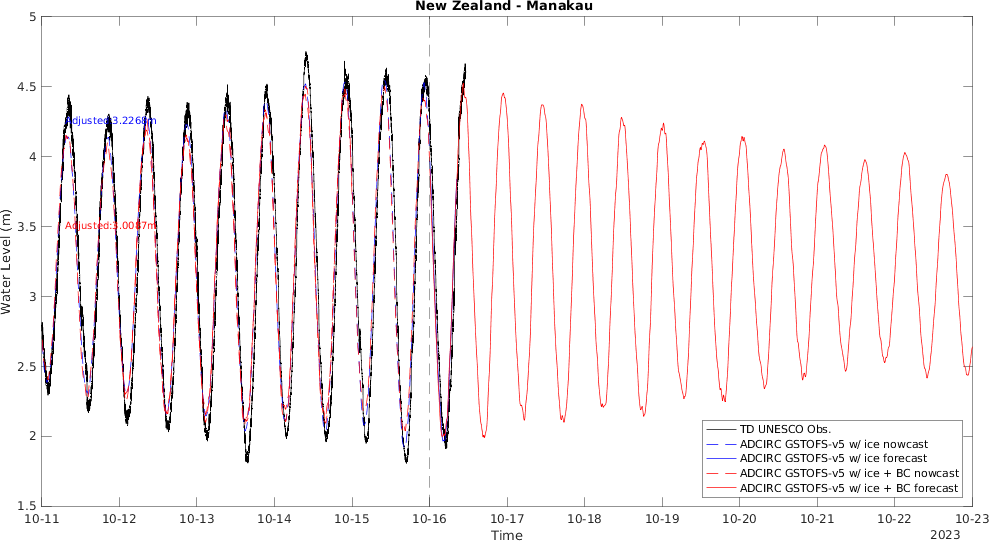 New Zealand - Manakau
5
4.5
4
3.5
3
2.5
2
1.5
Water Level (m)
Adjusted:3.2268m
Adjusted:3.0087m
TD UNESCO Obs.
ADCIRC GSTOFS-v5 w/ ice nowcast
ADCIRC GSTOFS-v5 w/ ice forecast
ADCIRC GSTOFS-v5 w/ ice + BC nowcast
ADCIRC GSTOFS-v5 w/ ice + BC forecast
10-11 10-12 10-13 10-14 10-15 10-16 10-17 10-18 10-19 10-20 10-21 10-22 10-23
Time
2023